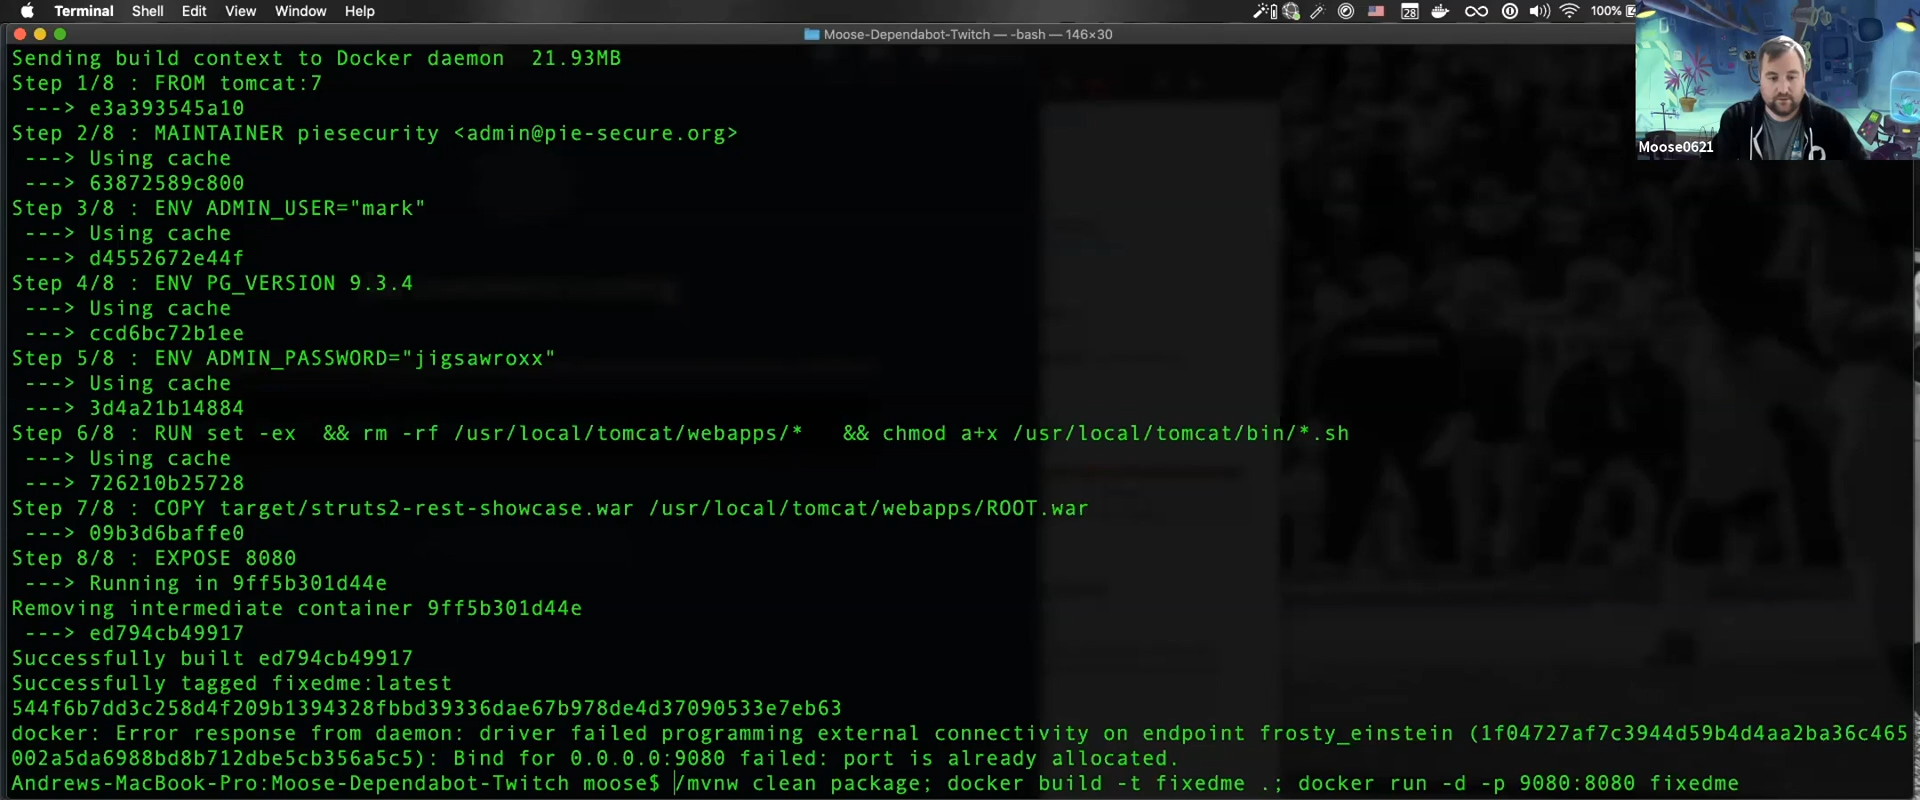 Terminal Shell Edit View Window Help 28 100%
Moose-Dependabot-Twitch — -bash — 146×30
Sending build context to Docker daemon  21.93MB
Step 1/8 : FROM tomcat:7
 ---> e3a393545a10
Step 2/8 : MAINTAINER piesecurity <admin@pie-secure.org>
 ---> Using cache
 ---> 63872589c800
Step 3/8 : ENV ADMIN_USER="mark"
 ---> Using cache
 ---> d4552672e44f
Step 4/8 : ENV PG_VERSION 9.3.4
 ---> Using cache
 ---> ccd6bc72b1ee
Step 5/8 : ENV ADMIN_PASSWORD="jigsawroxx"
 ---> Using cache
 ---> 3d4a21b14884
Step 6/8 : RUN set -ex  && rm -rf /usr/local/tomcat/webapps/*   && chmod a+x /usr/local/tomcat/bin/*.sh
 ---> Using cache
 ---> 726210b25728
Step 7/8 : COPY target/struts2-rest-showcase.war /usr/local/tomcat/webapps/ROOT.war
 ---> 09b3d6baffe0
Step 8/8 : EXPOSE 8080
 ---> Running in 9ff5b301d44e
Removing intermediate container 9ff5b301d44e
 ---> ed794cb49917
Successfully built ed794cb49917
Successfully tagged fixedme:latest
544f6b7dd3c258d4f209b1394328fbbd39336dae67b978de4d37090533e7eb63
docker: Error response from daemon: driver failed programming external connectivity on endpoint frosty_einstein (1f04727af7c3944d59b4d4aa2ba36c465
002a5da6988bd8b712dbe5cb356a5c5): Bind for 0.0.0.0:9080 failed: port is already allocated.
Andrews-MacBook-Pro:Moose-Dependabot-Twitch moose$ /mvnw clean package; docker build -t fixedme .; docker run -d -p 9080:8080 fixedme
Moose0621